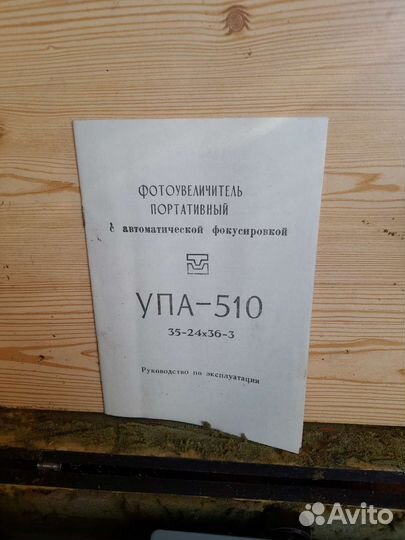 ФОТОУВЕЛИЧИТЕЛЬ
ПОРТАТИВНЫЙ
с автоматической фокусировкой
УПА-510
35-24х36-3
Руководство по эксплуатации
Avito